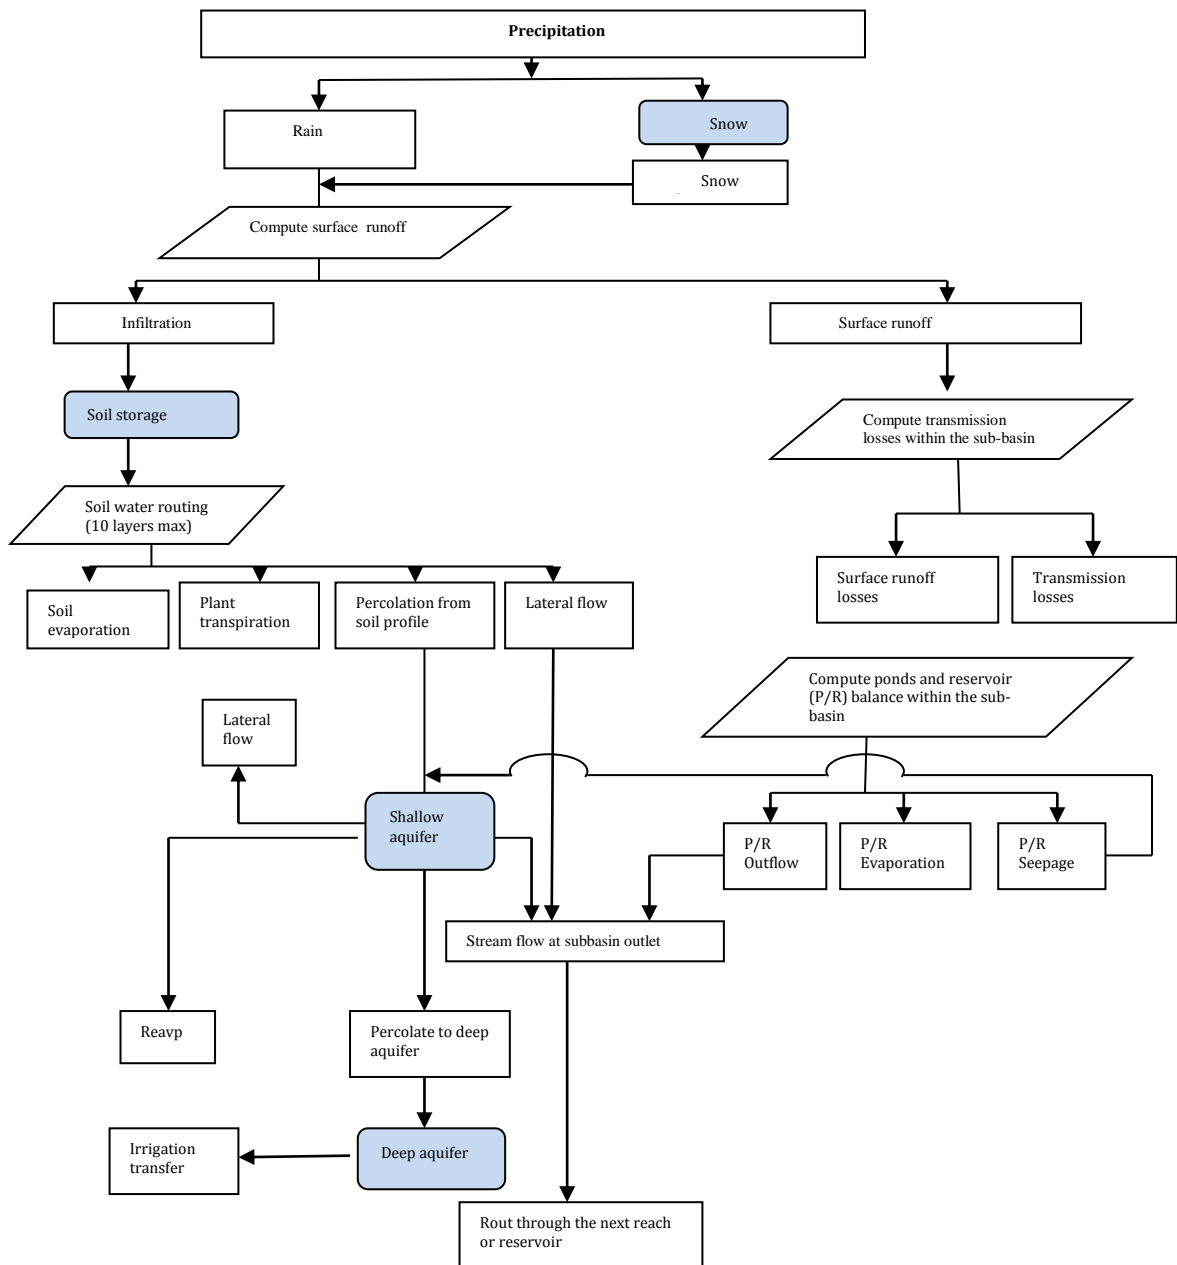 Precipitation
Rain
Snow
Snow
Compute surface runoff
Infiltration
Surface runoff
Soil storage
Compute transmission
losses within the sub-basin
Soil water routing
(10 layers max)
Surface runoff
losses
Transmission
losses
Soil
evaporation
Plant
transpiration
Percolation from
soil profile
Lateral flow
Compute ponds and reservoir
(P/R) balance within the sub-
basin
Lateral
flow
Shallow
aquifer
P/R
Outflow
P/R
Evaporation
P/R
Seepage
Stream flow at subbasin outlet
Reavp
Percolate to deep
aquifer
Irrigation
transfer
Deep aquifer
Rout through the next reach
or reservoir